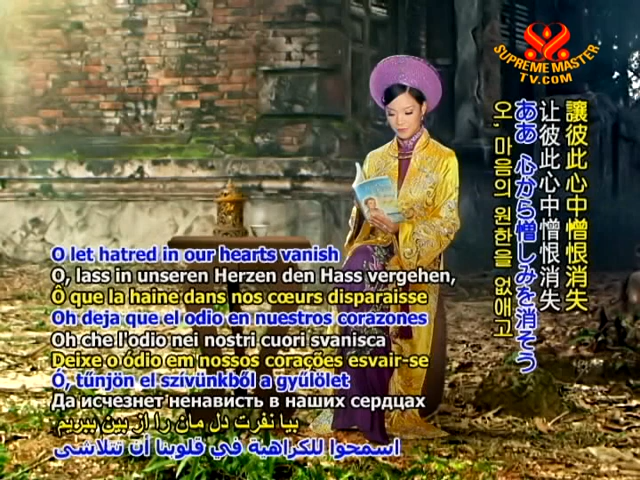 SUPREME MASTER
TV.COM
讓彼此心中憎恨消失
让彼此心中憎恨消失
ああ 心から憎しみを消そう
오, 마음의 원한을 없애고
O let hatred in our hearts vanish
O, lass in unseren Herzen den Hass vergehen,
Ô que la haine dans nos cœurs disparaisse
Oh deja que el odio en nuestros corazones
Oh che l'odio nei nostri cuori svanisca
Deixe o ódio em nossos corações esvair-se
Ó, tűnjön el szívünkből a gyűlölet
Да исчезнет ненависть в наших сердцах
بیا نفرت دل مان را از بین ببریم
اسمحوا للكراهية في قلوبنا أن تتلاشى